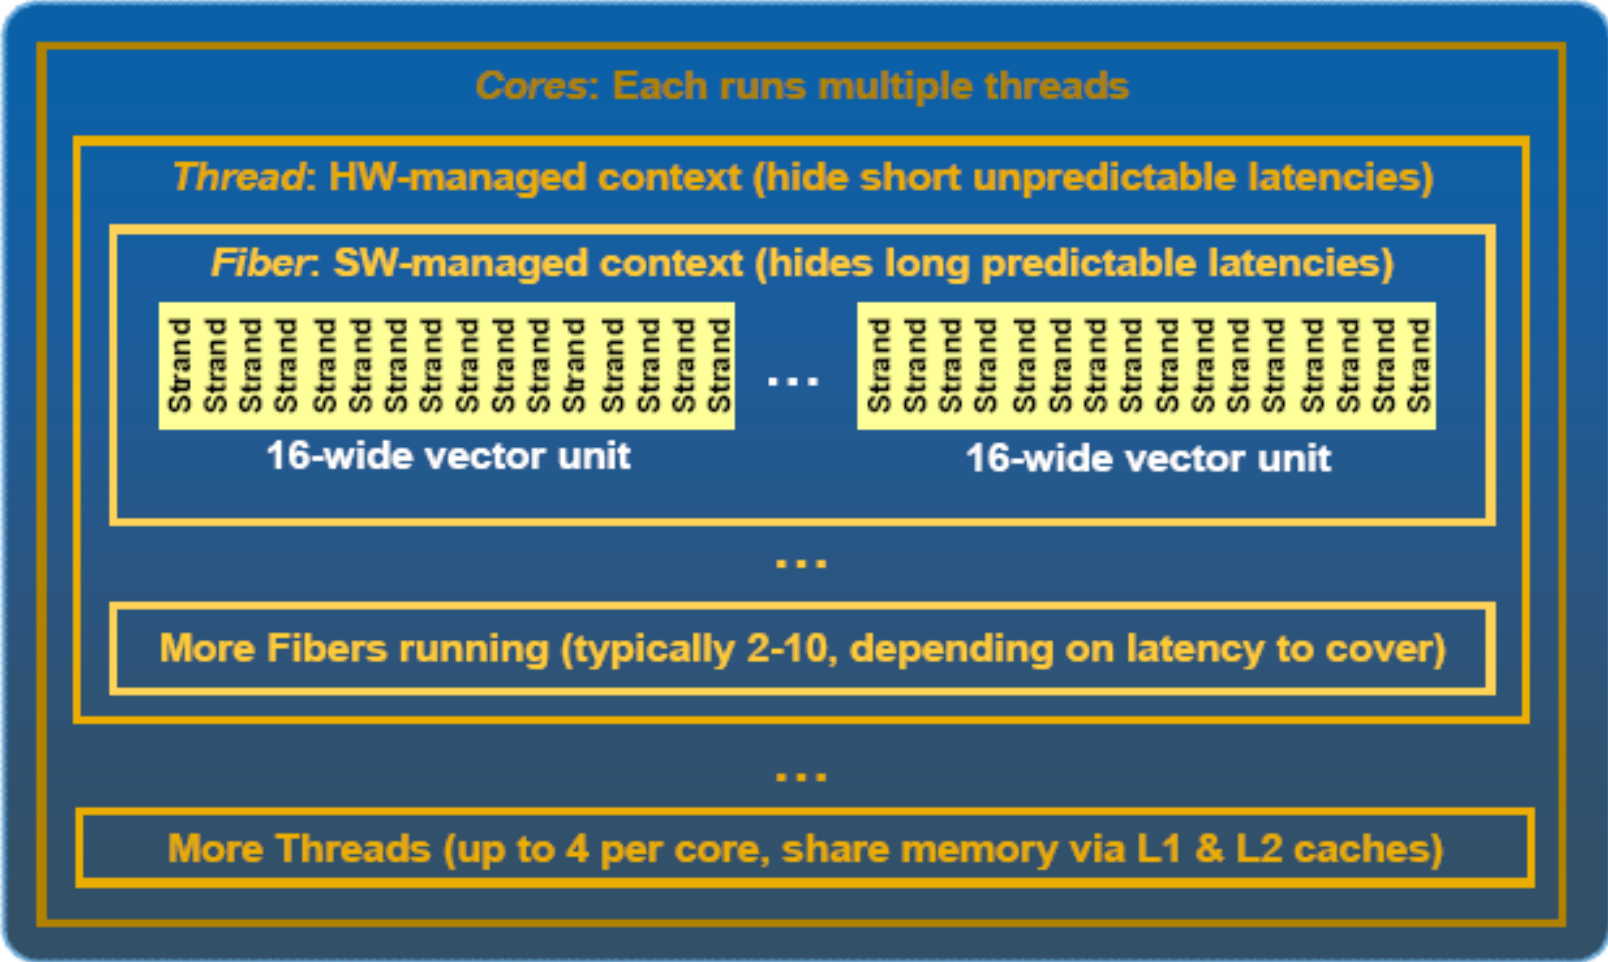 Cores: Each runs multiple threads
Thread: HW-managed context (hide short unpredictable latencies)
Fiber: SW-managed context (hides long predictable latencies)
Strand Strand Strand Strand Strand Strand Strand Strand Strand Strand Strand Strand Strand Strand Strand Strand ... Strand Strand Strand Strand Strand Strand Strand Strand Strand Strand Strand Strand Strand Strand Strand Strand
16-wide vector unit 16-wide vector unit
...
More Fibers running (typically 2-10, depending on latency to cover)
...
More Threads (up to 4 per core, share memory via L1 & L2 caches)